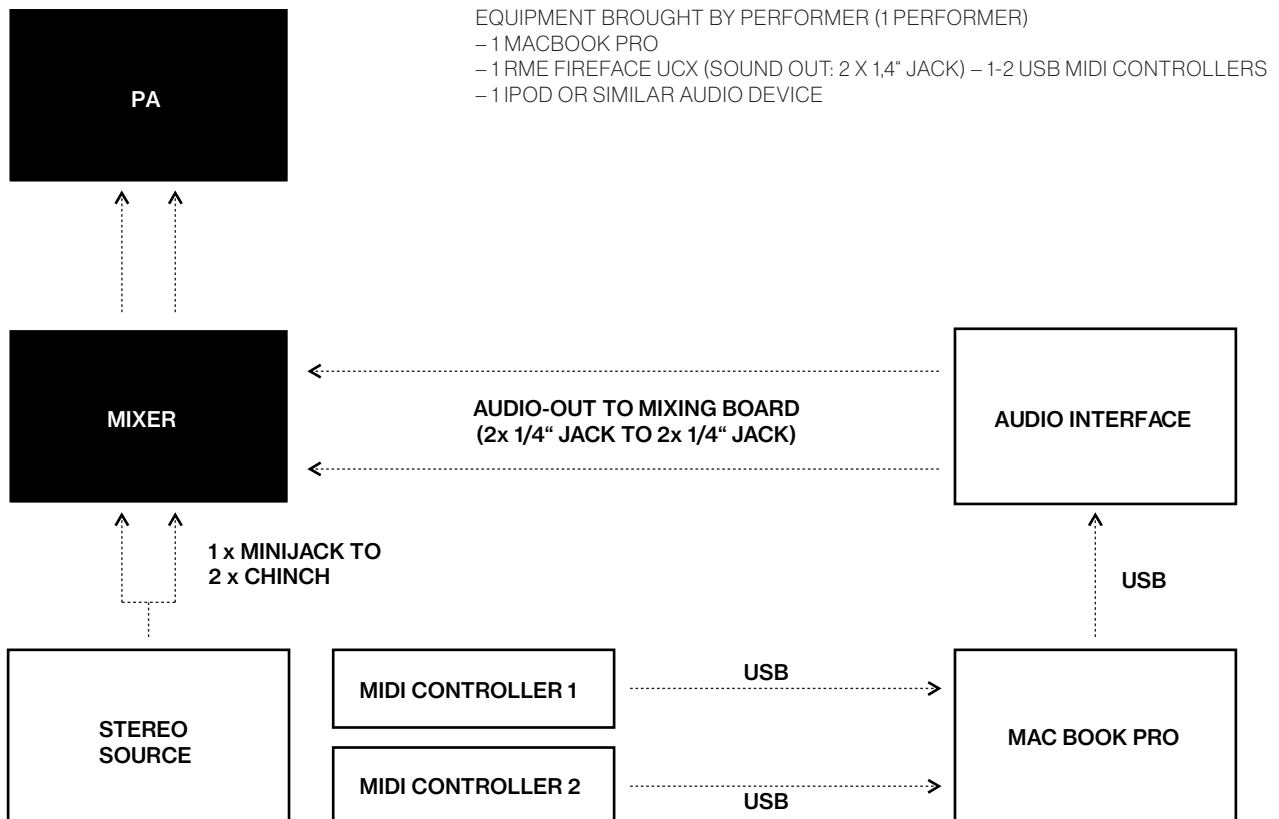 EQUIPMENT BROUGHT BY PERFORMER (1 PERFORMER)
– 1 MACBOOK PRO
– 1 RME FIREFACE UCX (SOUND OUT: 2 X 1,4“ JACK) – 1-2 USB MIDI CONTROLLERS
– 1 IPOD OR SIMILAR AUDIO DEVICE
PA
MIXER
AUDIO-OUT TO MIXING BOARD
(2x 1/4“ JACK TO 2x 1/4“ JACK)
AUDIO INTERFACE
1 x MINIJACK TO
2 x CHINCH
USB
STEREO
SOURCE
MIDI CONTROLLER 1
USB
MIDI CONTROLLER 2
USB
MAC BOOK PRO